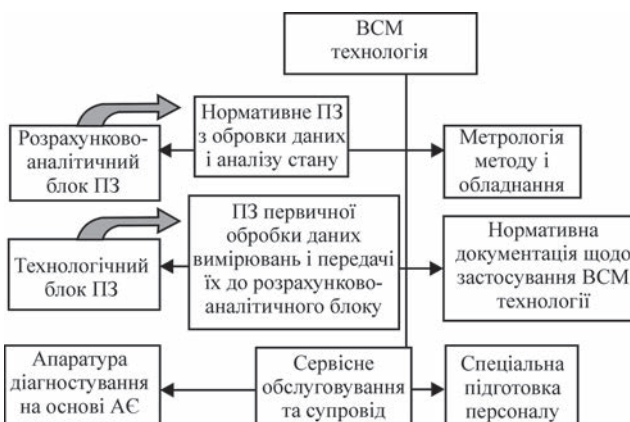 ВСМ
технологія
Нормативне ПЗ
з обровки даних
і аналізу стану
Розрахунково-
аналітичний
блок ПЗ
Метрологія
методу і
обладнання
ПЗ первичної
обробки даних
вимірювань і передачі
їх до розрахунково-
аналітичного блоку
Технологічний
блок ПЗ
Нормативна
документація щодо
застосування ВСМ
технології
Апаратура
діагностування
на основі АЄ
Сервісне
обслуговування
та супровід
Спеціальна
підготовка
персоналу